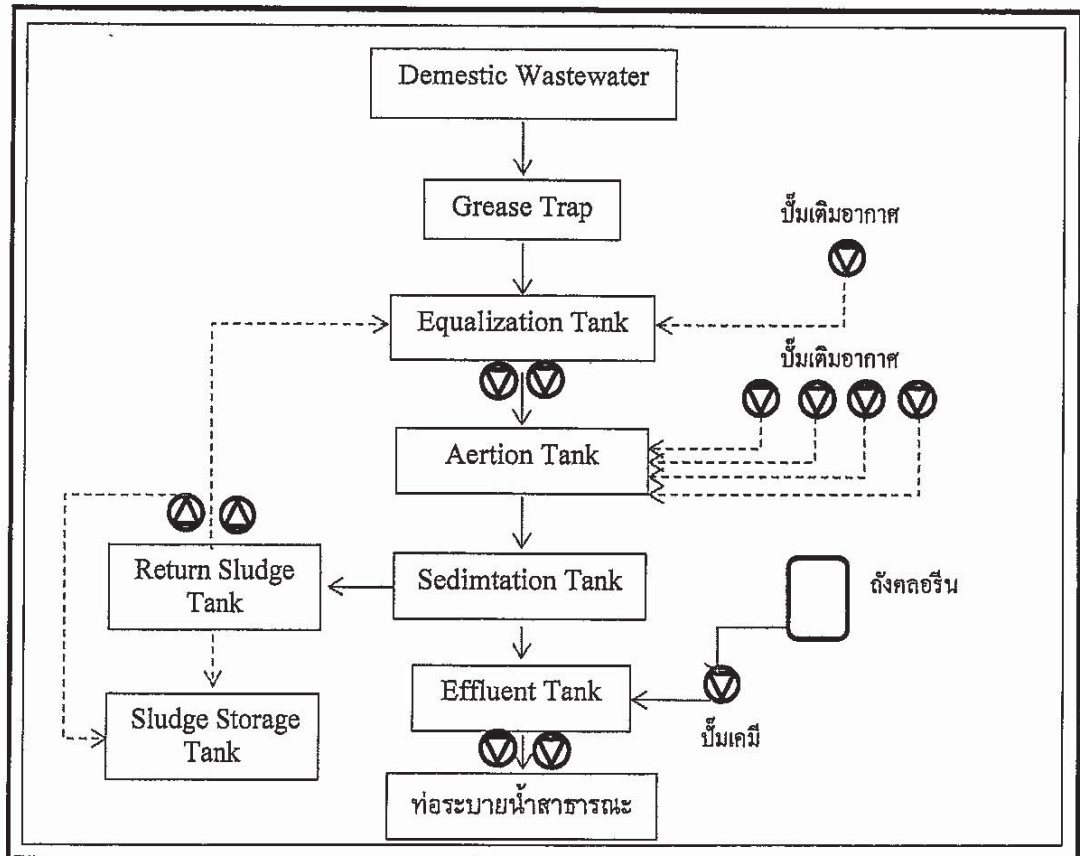 Demestic Wastewater
Grease Trap
ปั๊มเติมอากาศ
Equalization Tank
ปั๊มเติมอากาศ
Aertion Tank
Return Sludge
Tank
Sedimtation Tank
ถังคลอรีน
Effluent Tank
Sludge Storage
Tank
ปั๊มเคมี
ท่อระบายน้ำสาธารณะ